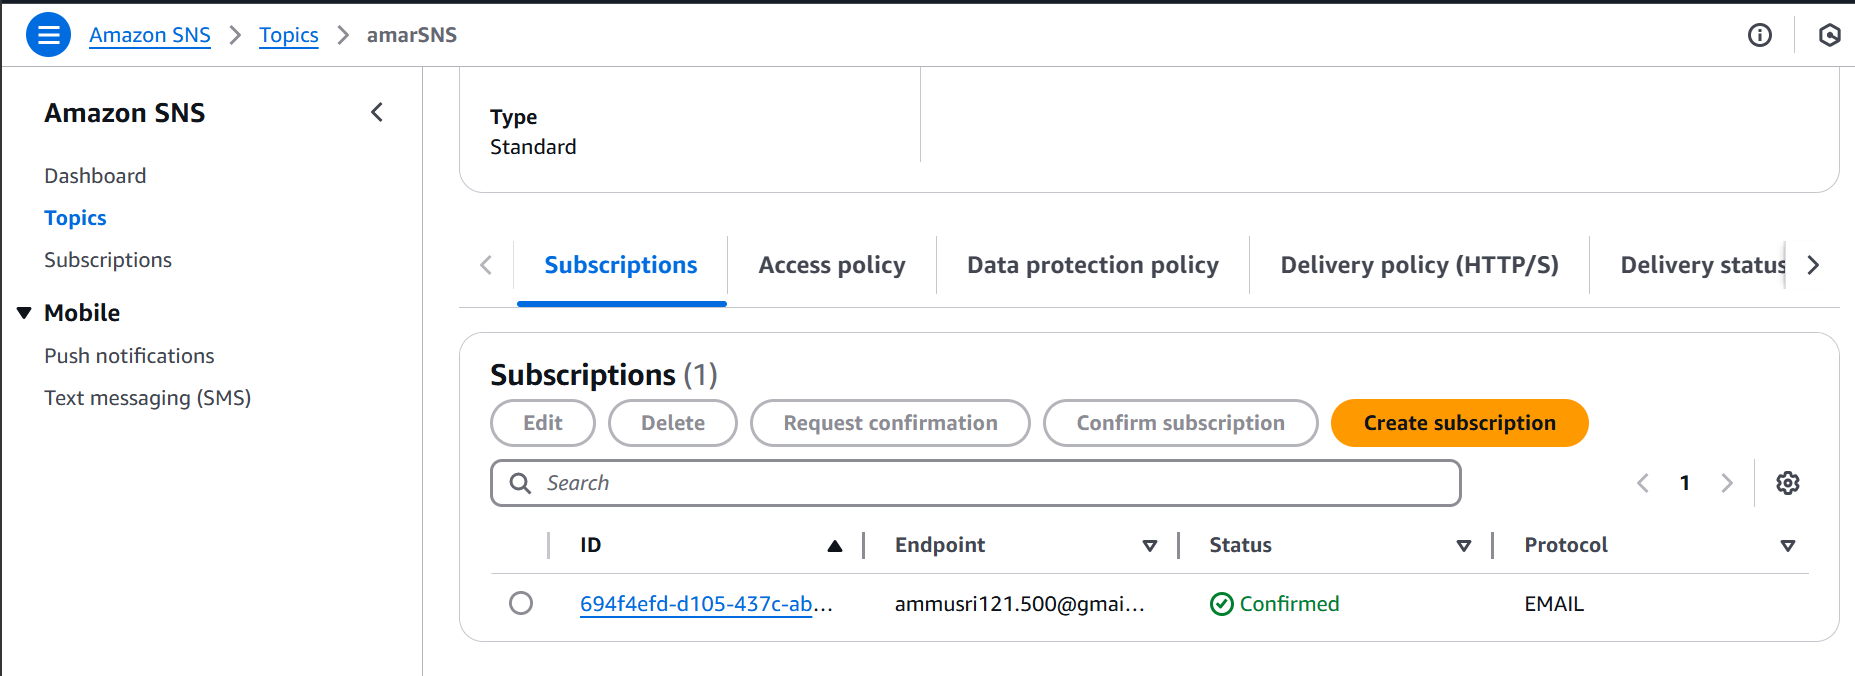 Amazon SNS > Topics > amarSNS
Amazon SNS
Dashboard
Topics
Subscriptions
Mobile
Push notifications
Text messaging (SMS)
Type
Standard
Subscriptions Access policy Data protection policy Delivery policy (HTTP/S) Delivery status
Subscriptions (1)
Edit Delete Request confirmation Confirm subscription Create subscription
Search
1
ID Endpoint Status Protocol
694f4efd-d105-437c-ab... ammusri121.500@gmai... Confirmed EMAIL